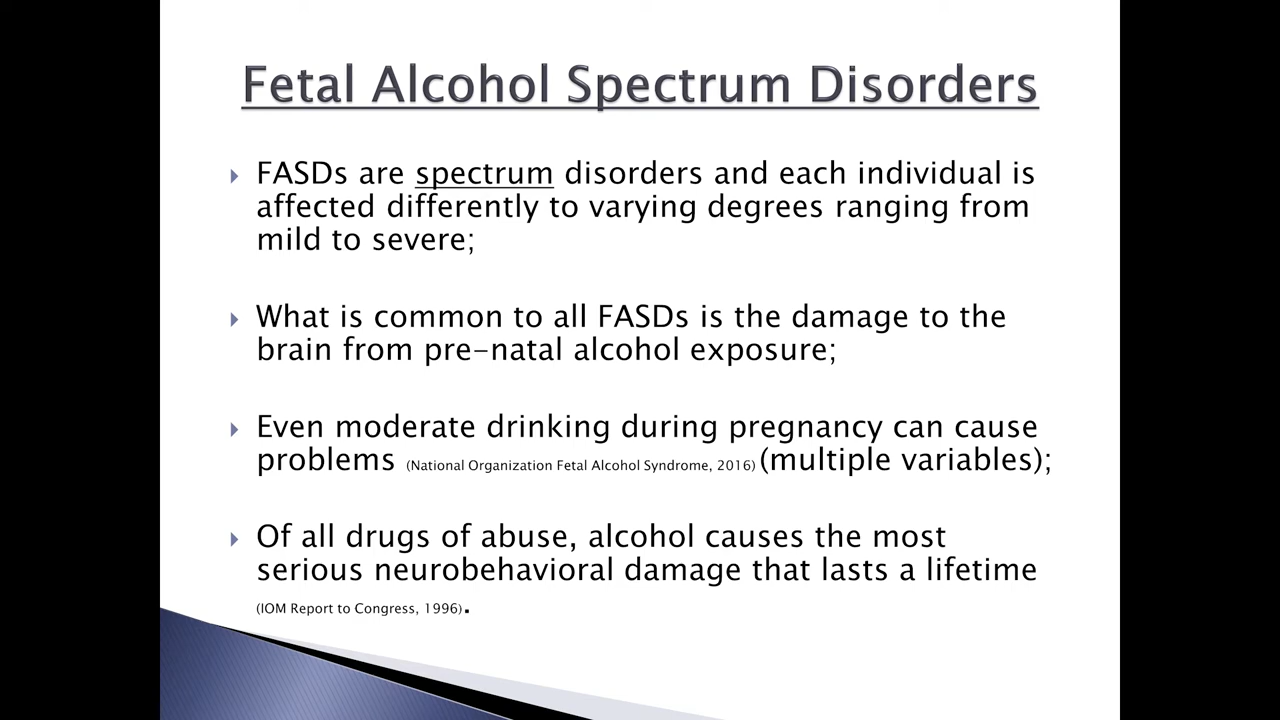 Fetal Alcohol Spectrum Disorders
FASDs are spectrum disorders and each individual is
affected differently to varying degrees ranging from
mild to severe;
What is common to all FASDs is the damage to the
brain from pre-natal alcohol exposure;
Even moderate drinking during pregnancy can cause
problems (National Organization Fetal Alcohol Syndrome, 2016) (multiple variables);
Of all drugs of abuse, alcohol causes the most
serious neurobehavioral damage that lasts a lifetime
(IOM Report to Congress, 1996).